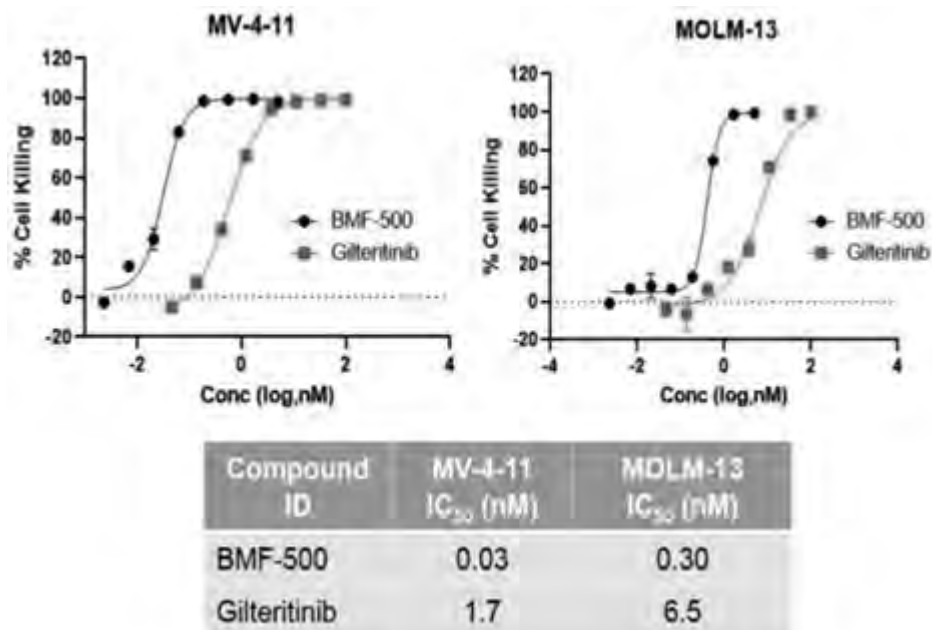 MV-4-11
120
100
80
60
40
20
0
-20
% Cell Killing
-2
0
2
4
Conc (log,nM)
BMF-500
Gilteritinib
MOLM-13
120
100
80
60
40
20
0
-20
% Cell Killing
-4
-2
0
2
4
Conc (log,nM)
BMF-500
Gilteritinib
Compound ID MV-4-11 IC50 (nM) MOLM-13 IC50 (nM)
BMF-500 0.03 0.30
Gilteritinib 1.7 6.5